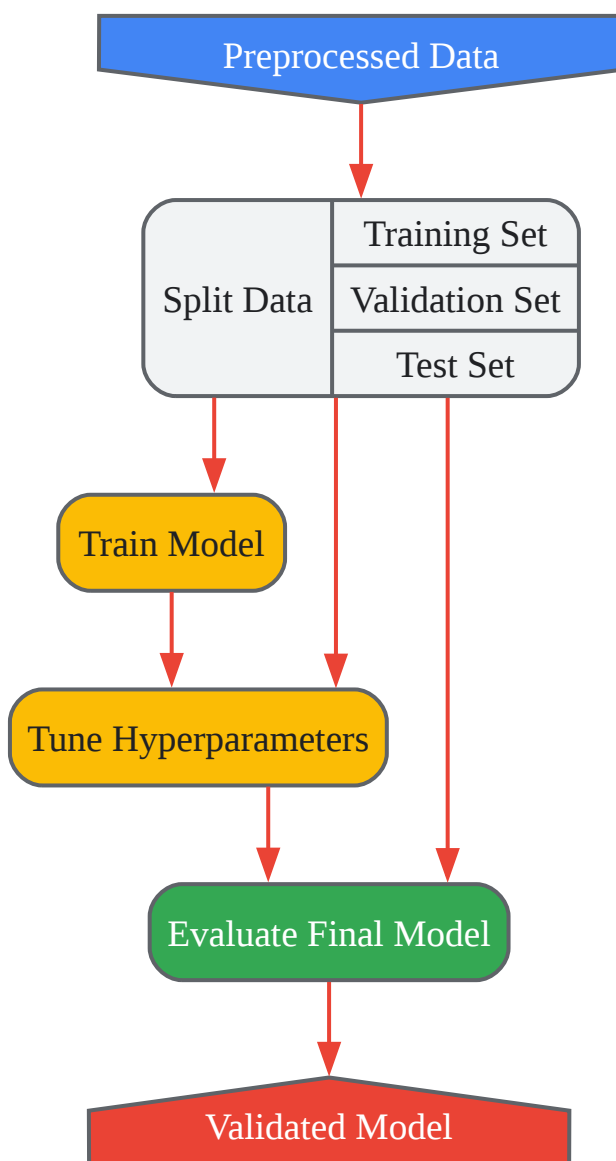 Preprocessed Data
Split Data
Training Set
Validation Set
Test Set
Train Model
Tune Hyperparameters
Evaluate Final Model
Validated Model